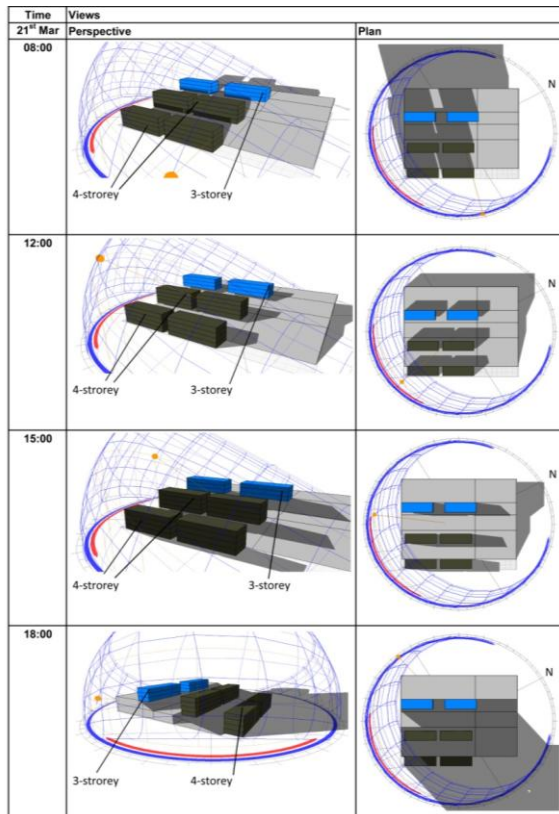 Time Views
21st Mar Perspective Plan
08:00
N
4-storey 3-storey
12:00
N
4-storey 3-storey
15:00
N
4-storey 3-storey
18:00
N
3-storey 4-storey